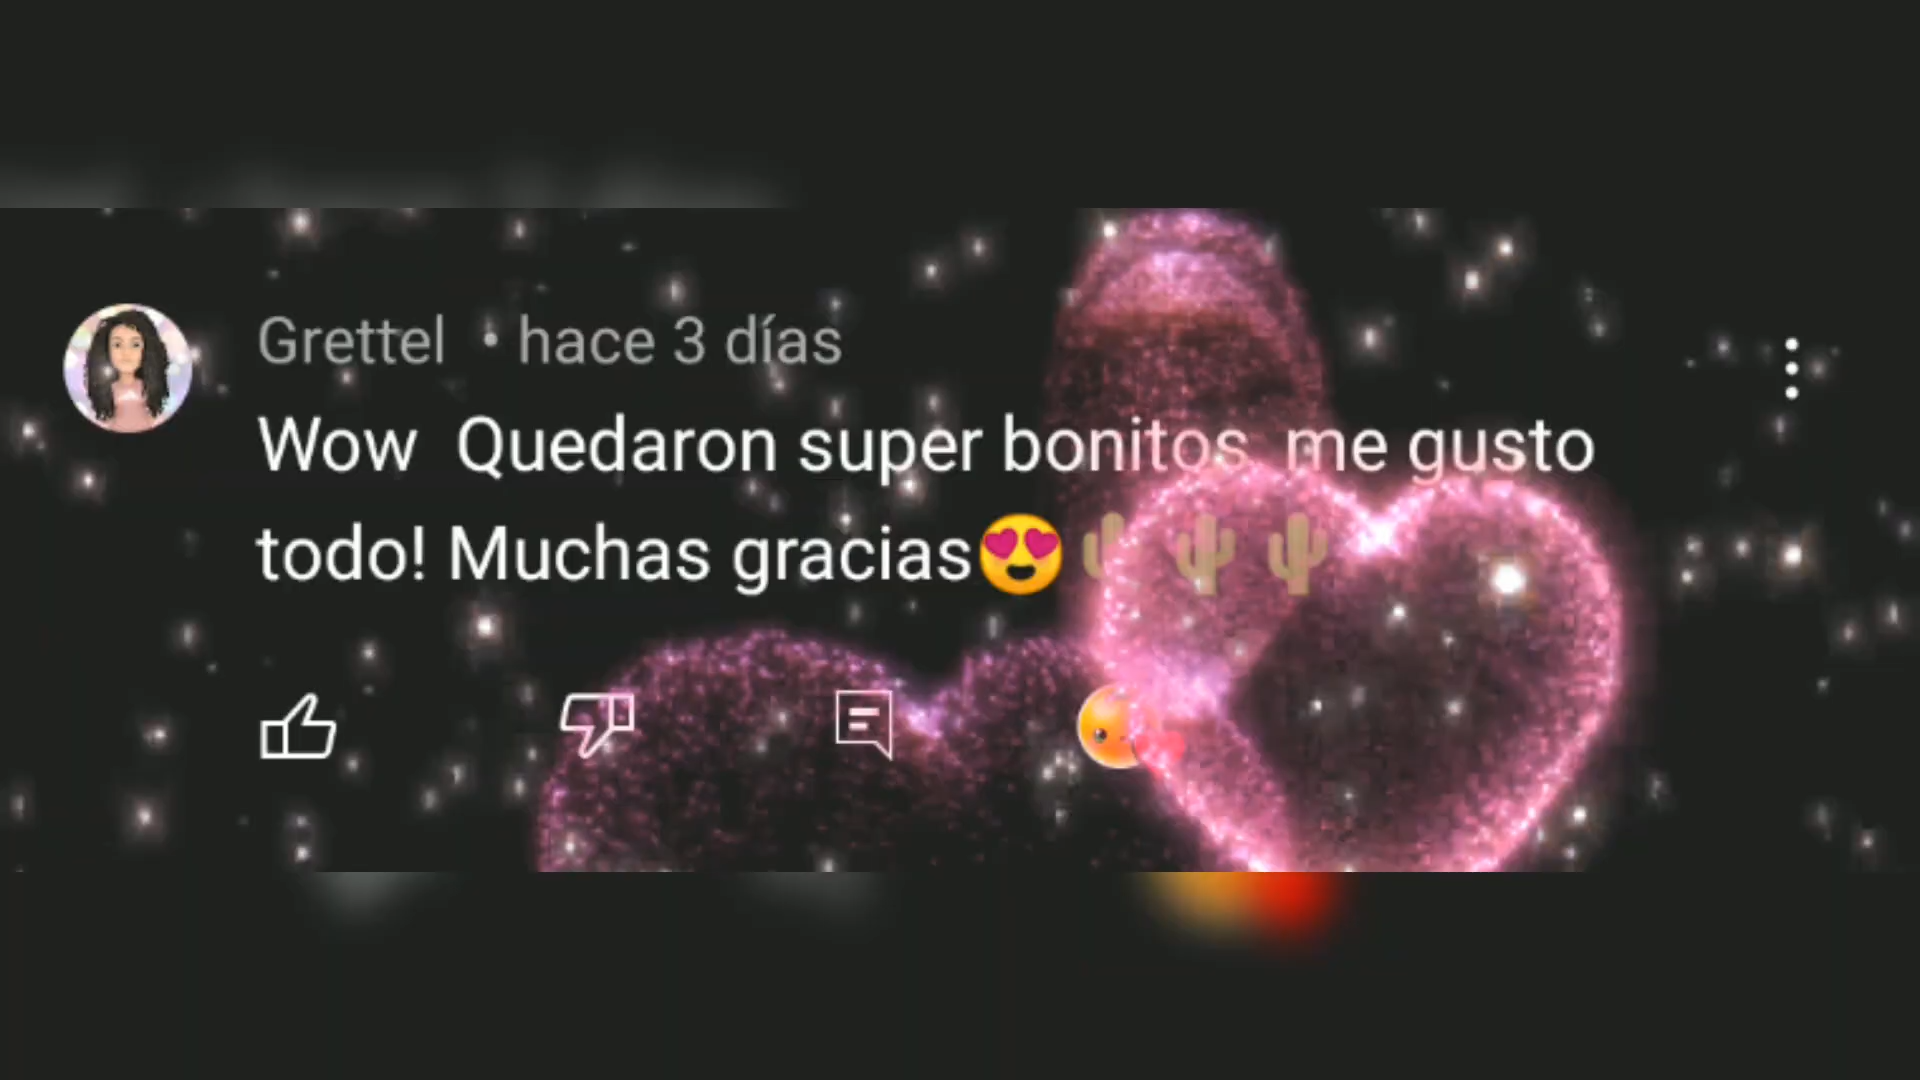 Grettel • hace 3 días
Wow Quedaron super bonitos me gusto
todo! Muchas gracias😍🌵🌵🌵